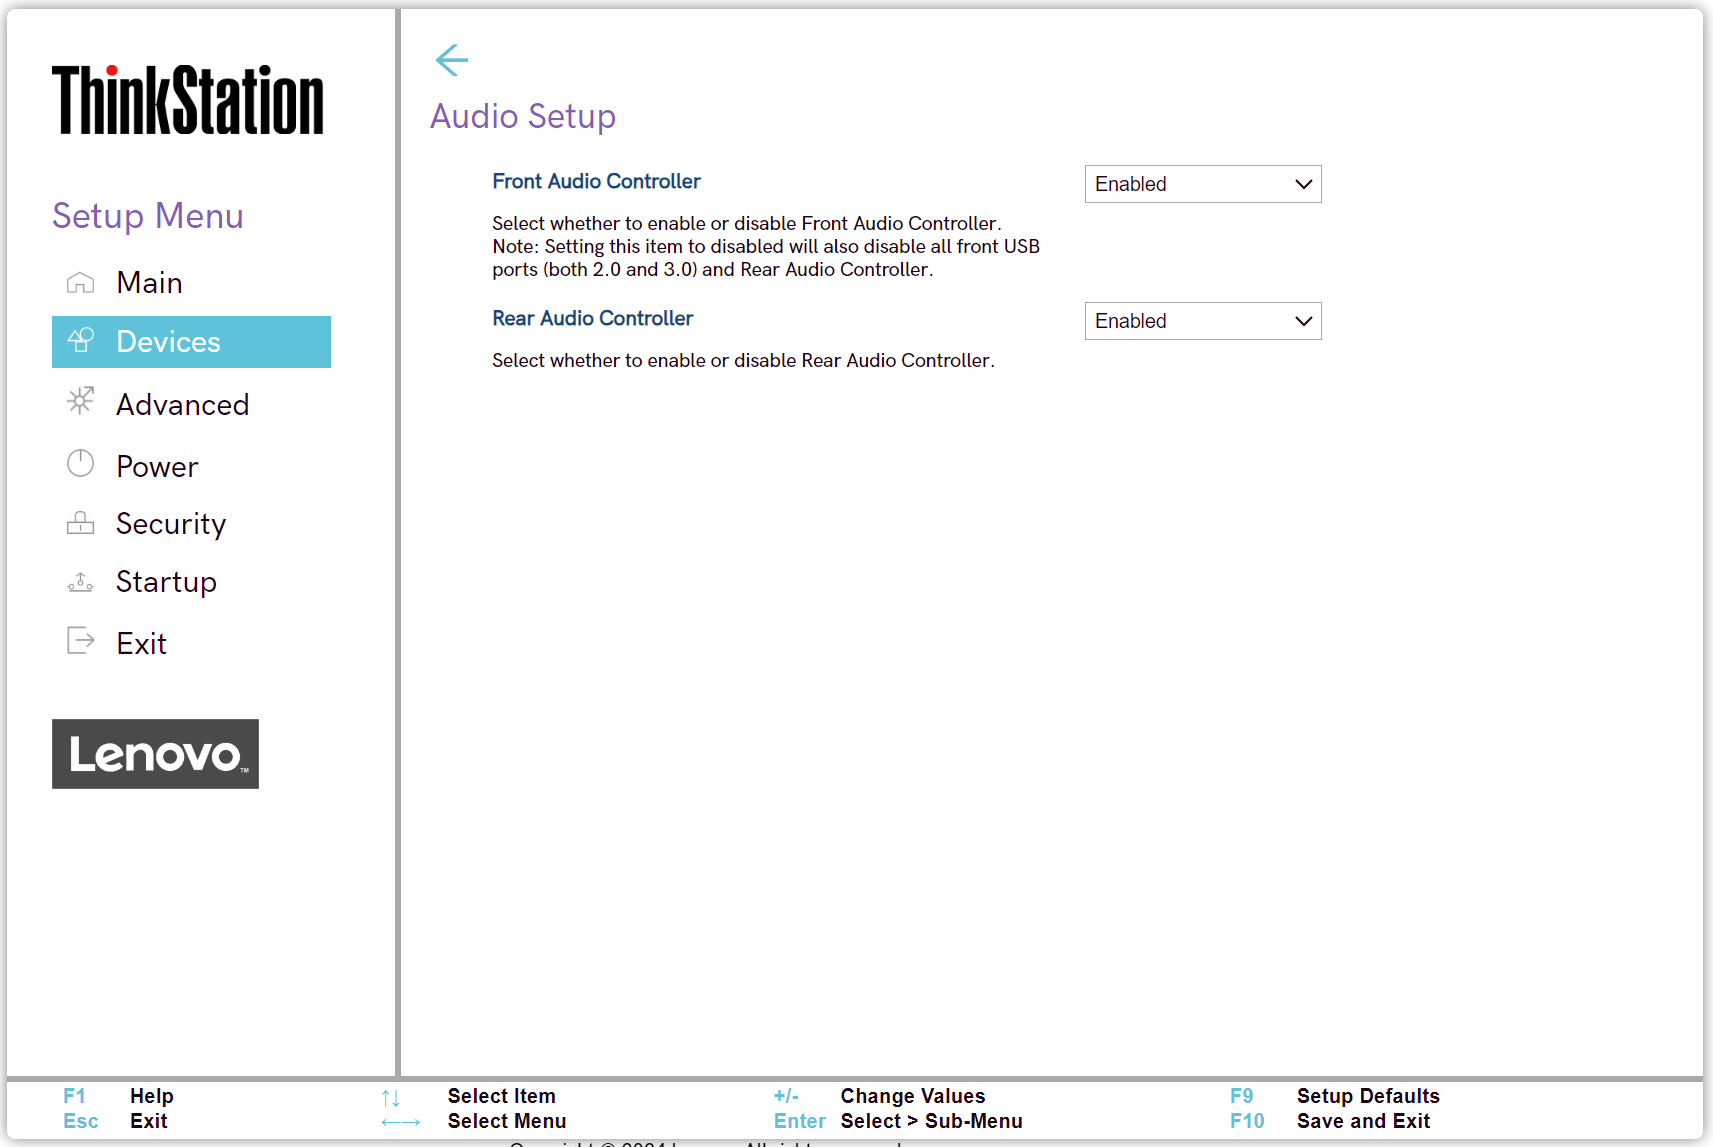 ThinkStation
Setup Menu
Main
Devices
Advanced
Power
Security
Startup
Exit
Lenovo™
Audio Setup
Front Audio Controller
Enabled
Select whether to enable or disable Front Audio Controller.
Note: Setting this item to disabled will also disable all front USB
ports (both 2.0 and 3.0) and Rear Audio Controller.
Rear Audio Controller
Enabled
Select whether to enable or disable Rear Audio Controller.
F1 Help ↑↓ Select Item +/- Change Values F9 Setup Defaults
Esc Exit ←→ Select Menu Enter Select > Sub-Menu F10 Save and Exit